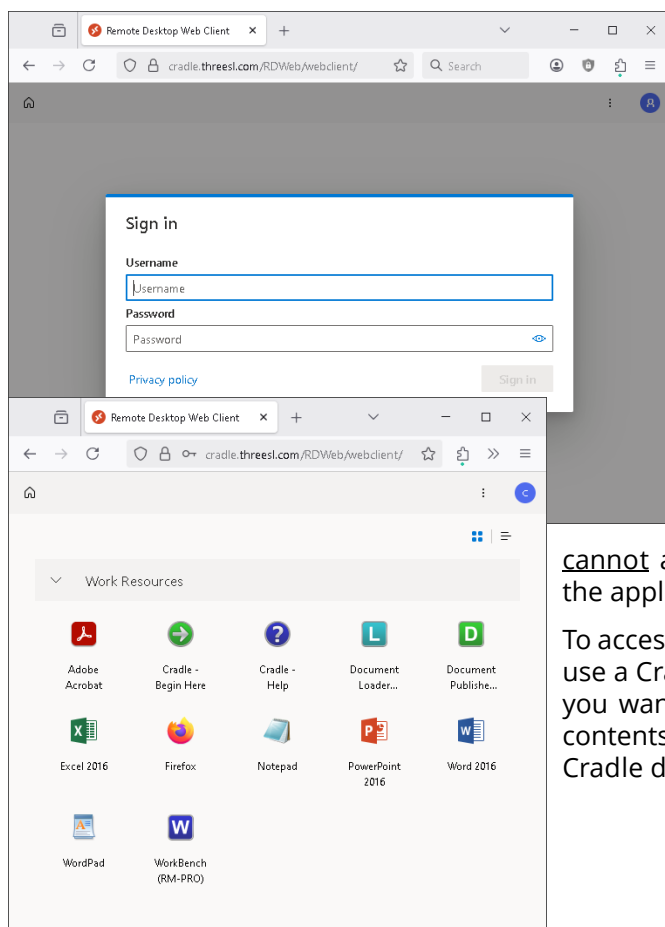 Remote Desktop Web Client
cradle.threesl.com/RDWeb/webclient/
Search
Sign in
Username
Username
Password
Password
Privacy policy
Sign in
Remote Desktop Web Client
cradle.threesl.com/RDWeb/webclient/
C
Work Resources
Adobe
Acrobat
Cradle -
Begin Here
Cradle -
Help
L
Document
Loader...
D
Document
Publishe...
Excel 2016
Firefox
Notepad
PowerPoint
2016
Word 2016
WordPad
W
WorkBench
(RM-PRO)
cannot a
the appl
To acces
use a Cra
you wan
contents
Cradle d